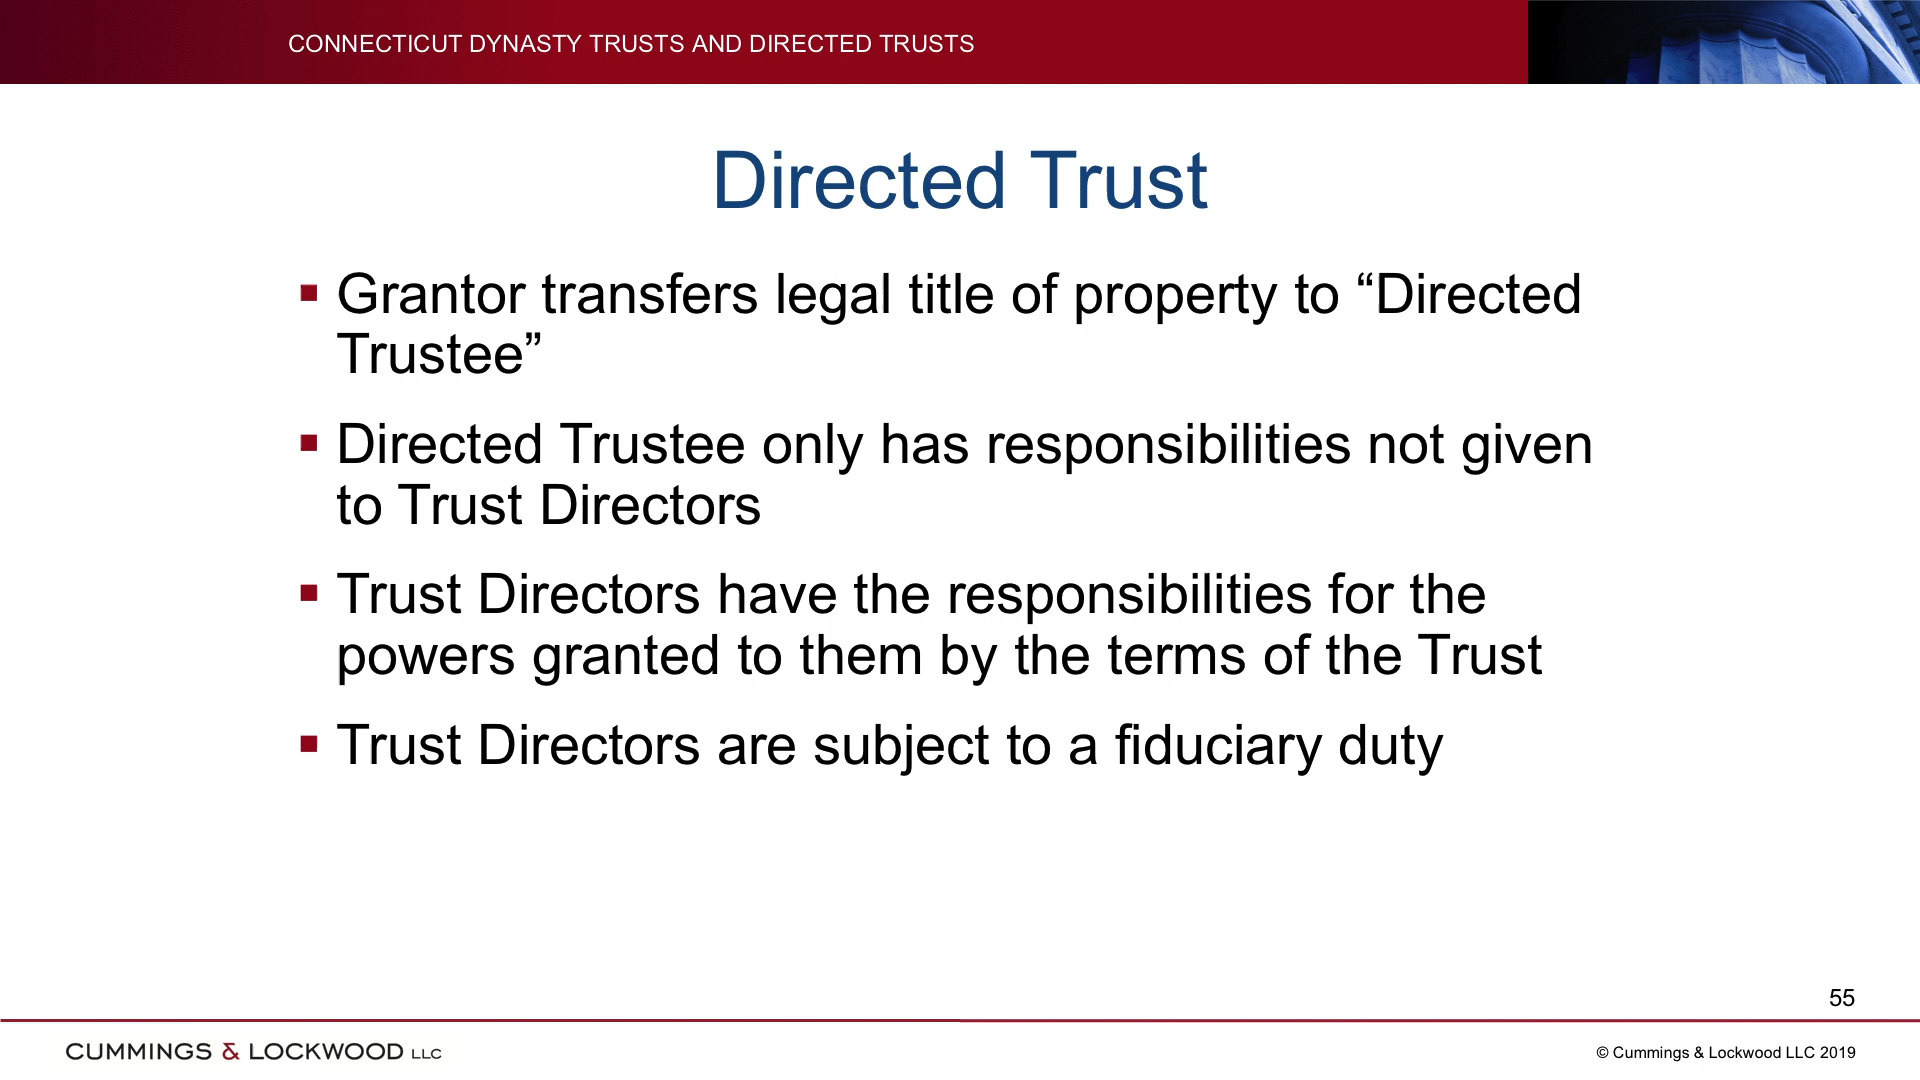 CONNECTICUT DYNASTY TRUSTS AND DIRECTED TRUSTS
Directed Trust
▪ Grantor transfers legal title of property to “Directed
Trustee”
▪ Directed Trustee only has responsibilities not given
to Trust Directors
▪ Trust Directors have the responsibilities for the
powers granted to them by the terms of the Trust
▪ Trust Directors are subject to a fiduciary duty
55
CUMMINGS & LOCKWOOD LLC
© Cummings & Lockwood LLC 2019